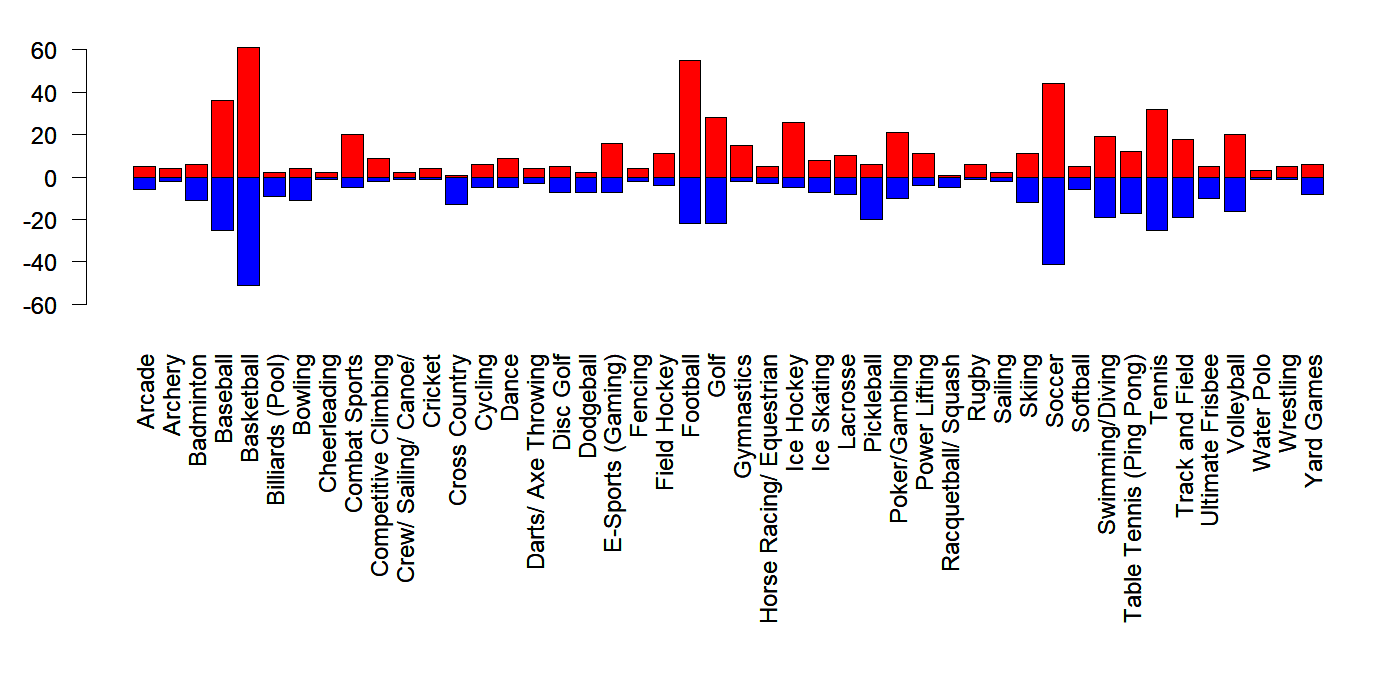 60
40
20
0
-20
-40
-60
Arcade
Archery
Badminton
Baseball
Basketball
Billiards (Pool)
Bowling
Cheerleading
Combat Sports
Competitive Climbing
Crew/ Sailing/ Canoe/
Cricket
Cross Country
Cycling
Dance
Darts/ Axe Throwing
Disc Golf
Dodgeball
E-Sports (Gaming)
Fencing
Field Hockey
Football
Golf
Gymnastics
Horse Racing/ Equestrian
Ice Hockey
Ice Skating
Lacrosse
Pickleball
Poker/Gambling
Power Lifting
Racquetball/ Squash
Rugby
Sailing
Skiing
Soccer
Softball
Swimming/Diving
Table Tennis (Ping Pong)
Tennis
Track and Field
Ultimate Frisbee
Volleyball
Water Polo
Wrestling
Yard Games